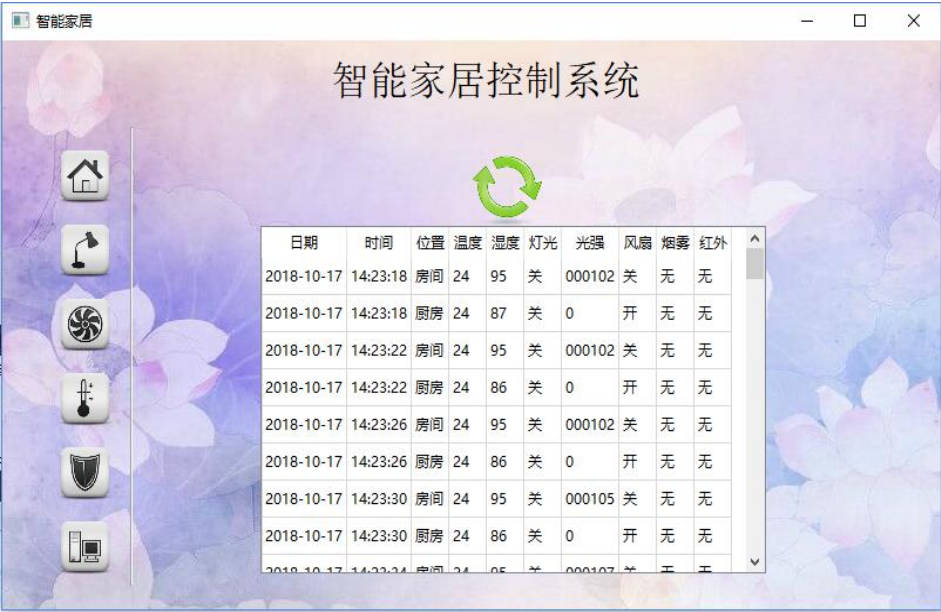 智能家居
智能家居控制系统
日期 时间 位置 温度 湿度 灯光 光强 风扇 烟雾 红外
2018-10-17 14:23:18 房间 24 95 关 000102 关 无 无
2018-10-17 14:23:18 厨房 24 87 关 0 开 无 无
2018-10-17 14:23:22 房间 24 95 关 000102 关 无 无
2018-10-17 14:23:22 厨房 24 86 关 0 开 无 无
2018-10-17 14:23:26 房间 24 95 关 000102 关 无 无
2018-10-17 14:23:26 厨房 24 86 关 0 开 无 无
2018-10-17 14:23:30 房间 24 95 关 000105 关 无 无
2018-10-17 14:23:30 厨房 24 86 关 0 开 无 无